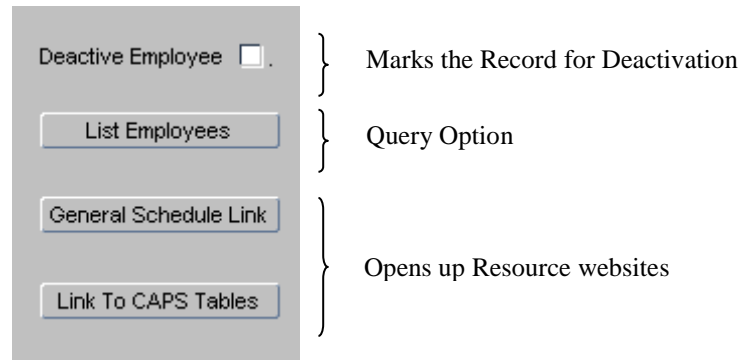 Deactive Employee . Marks the Record for Deactivation
List Employees Query Option
General Schedule Link
Opens up Resource websites
Link To CAPS Tables